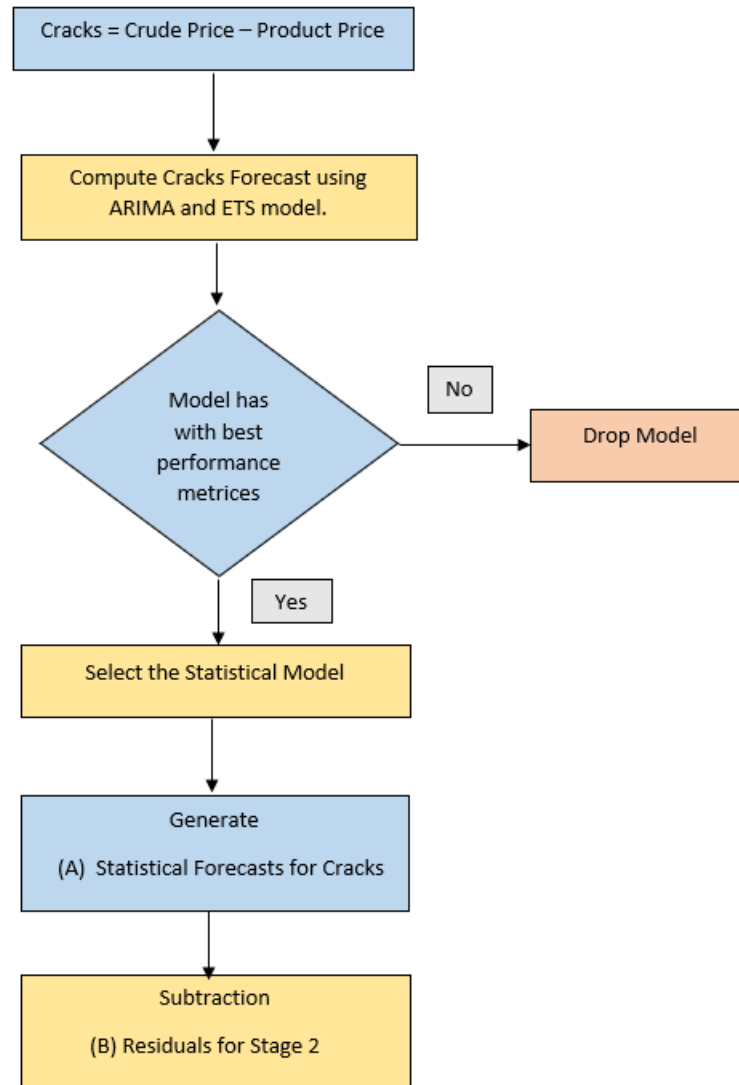 Cracks = Crude Price – Product Price
Compute Cracks Forecast using
ARIMA and ETS model.
Model has
with best
performance
metrices
No
Drop Model
Yes
Select the Statistical Model
Generate
(A) Statistical Forecasts for Cracks
Subtraction
(B) Residuals for Stage 2